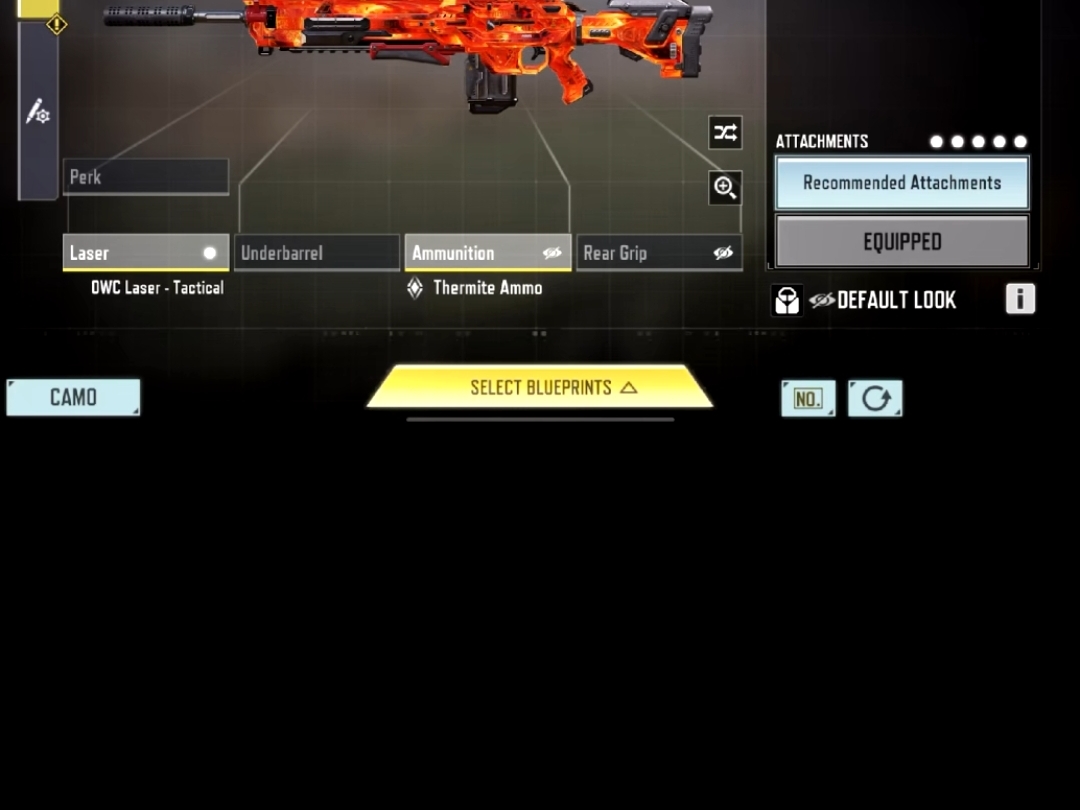 ATTACHMENTS
Perk
Recommended Attachments
Laser
Underbarrel
Ammunition
Rear Grip
EQUIPPED
OWC Laser - Tactical
Thermite Ammo
DEFAULT LOOK
CAMO
SELECT BLUEPRINTS
NO.